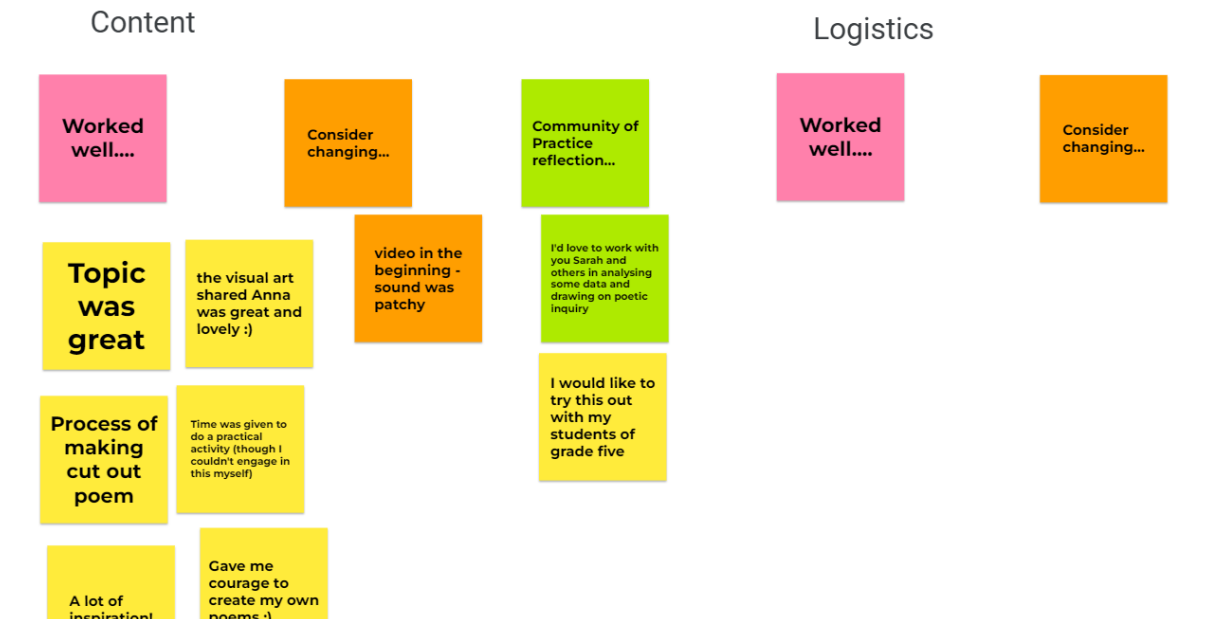 Content
Logistics
Worked
well....
Consider
changing...
Community of
Practice
reflection...
Worked
well....
Consider
changing...
Topic
was
great
the visual art
shared Anna
was great and
lovely :)
video in the
beginning -
sound was
patchy
I'd love to work with
you Sarah and
others in analysing
some data and
drawing on poetic
inquiry
Process of
making
cut out
poem
Time was given to
do a practical
activity (though I
couldn't engage in
this myself)
I would like to
try this out
with my
students of
grade five
A lot of
inspiration!
Gave me
courage to
create my own
poems :)